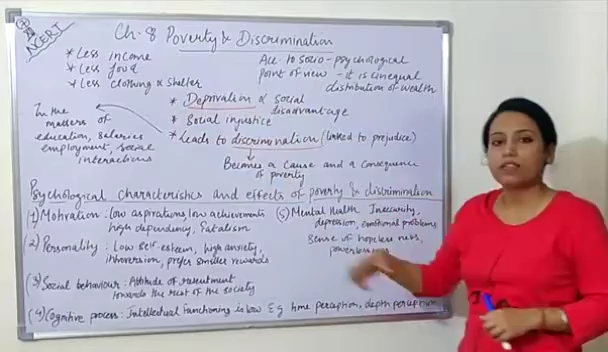 NCERT
Ch-8 Poverty & Discrimination
* Less income
* Less food
* Less clothing & shelter
Acc to socio-psychological
point of view - it is unequal
distribution of wealth
* Deprivation & social
disadvantage
* Social injustice
* Leads to discrimination (linked to prejudice)
In the
matters of
education, salaries
employment, social
interactions
Becomes a cause and a consequence
of poverty
Psychological characteristics and effects of poverty & discrimination
(1) Motivation : Low aspirations, low achievements
high dependency, Fatalism
(2) Personality : Low self-esteem, high anxiety,
introversion, prefer smaller rewards
(3) Social behaviour : Attitude of resentment
towards the rest of the society
(4) Cognitive process : Intellectual functioning is low Eg time perception, depth perception
(5) Mental Health Insecurity,
depression, emotional problems
Sense of hopelessness,
powerlessness